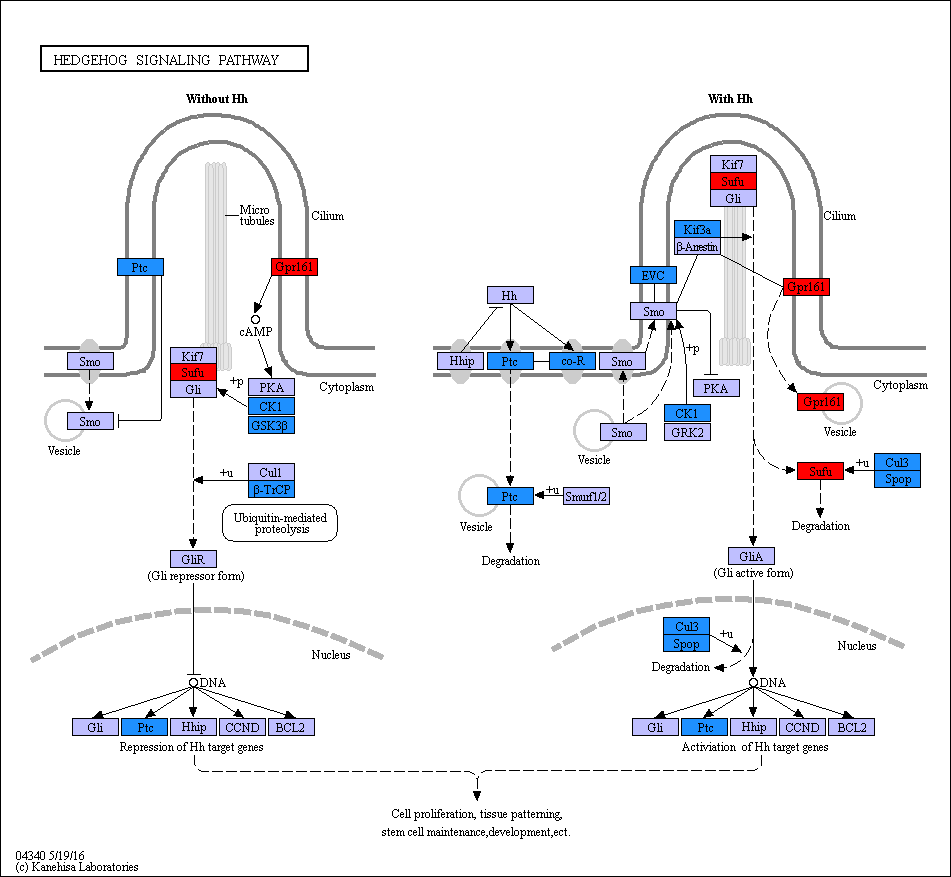 HEDGEHOG SIGNALING PATHWAY
Without Hh
With Hh
Kif7
Sufu
Gli
Micro
tubules
Cilium
Cilium
Kif3a
β-Arrestin
Ptc
Gpr161
EVC
Gpr161
Hh
Smo
cAMP
Smo
Kif7
Sufu
Gli
+p
PKA
CK1
GSK3β
Cytoplasm
Hhip
Ptc
co-R
Smo
+p
PKA
Cytoplasm
Smo
Vesicle
CK1
GRK2
Smo
Vesicle
Gpr161
Vesicle
+u
Cul1
β-TrCP
Ubiquitin-mediated
proteolysis
Ptc
+u
Smurf1/2
Vesicle
Degradation
Sufu
+u
Cul3
Spop
Degradation
GliR
(Gli repressor form)
GliA
(Gli active form)
Nucleus
Cul3
Spop
+u
Degradation
Nucleus
DNA
DNA
Gli
Ptc
Hhip
CCND
BCL2
Gli
Ptc
Hhip
CCND
BCL2
Repression of Hh target genes
Activiation of Hh target genes
Cell proliferation, tissue patterning,
stem cell maintenance,development,ect.
04340 5/19/16
(c) Kanehisa Laboratories